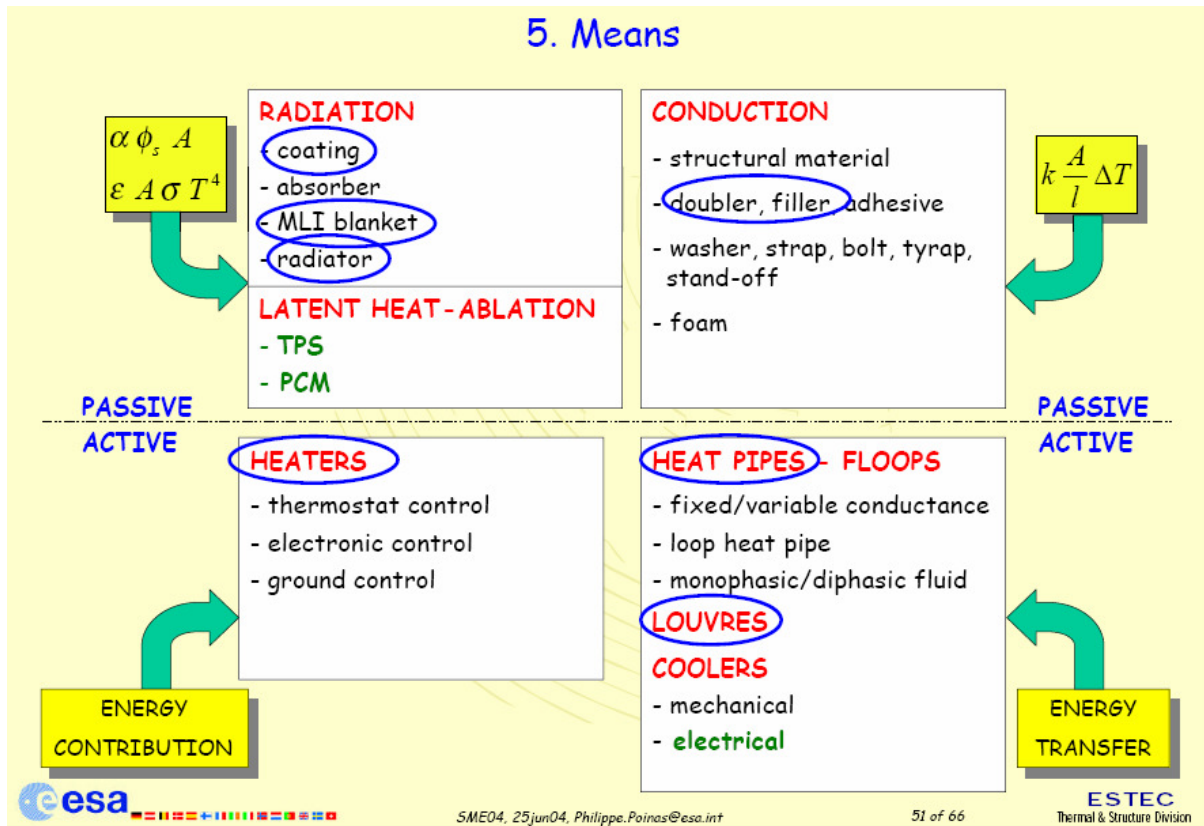 5. Means
α ϕs A
ε A σ T⁴
RADIATION
- coating
- absorber
- MLI blanket
- radiator
LATENT HEAT-ABLATION
- TPS
- PCM
CONDUCTION
- structural material
- doubler, filler, adhesive
- washer, strap, bolt, tyrap,
stand-off
- foam
k A/l ΔT
PASSIVE
ACTIVE
PASSIVE
ACTIVE
HEATERS
- thermostat control
- electronic control
- ground control
HEAT PIPES - FLOOPS
- fixed/variable conductance
- loop heat pipe
- monophasic/diphasic fluid
LOUVRES
COOLERS
- mechanical
- electrical
ENERGY
CONTRIBUTION
ENERGY
TRANSFER
esa
SME04, 25jun04, Philippe.Poinas@esa.int
51 of 66
ESTEC
Thermal & Structure Division